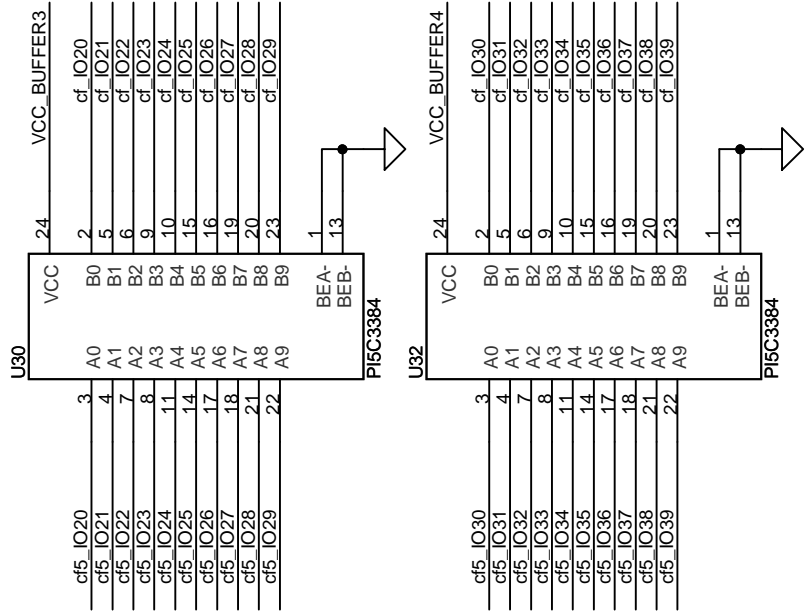 U30
PI5C3384
VCC 24 VCC_BUFFER3
cf5_IO20 3 A0 B0 2 cf_IO20
cf5_IO21 4 A1 B1 5 cf_IO21
cf5_IO22 7 A2 B2 6 cf_IO22
cf5_IO23 8 A3 B3 9 cf_IO23
cf5_IO24 11 A4 B4 10 cf_IO24
cf5_IO25 14 A5 B5 15 cf_IO25
cf5_IO26 17 A6 B6 16 cf_IO26
cf5_IO27 18 A7 B7 19 cf_IO27
cf5_IO28 21 A8 B8 20 cf_IO28
cf5_IO29 22 A9 B9 23 cf_IO29
BEA- 1
BEB- 13
U32
PI5C3384
VCC 24 VCC_BUFFER4
cf5_IO30 3 A0 B0 2 cf_IO30
cf5_IO31 4 A1 B1 5 cf_IO31
cf5_IO32 7 A2 B2 6 cf_IO32
cf5_IO33 8 A3 B3 9 cf_IO33
cf5_IO34 11 A4 B4 10 cf_IO34
cf5_IO35 14 A5 B5 15 cf_IO35
cf5_IO36 17 A6 B6 16 cf_IO36
cf5_IO37 18 A7 B7 19 cf_IO37
cf5_IO38 21 A8 B8 20 cf_IO38
cf5_IO39 22 A9 B9 23 cf_IO39
BEA- 1
BEB- 13